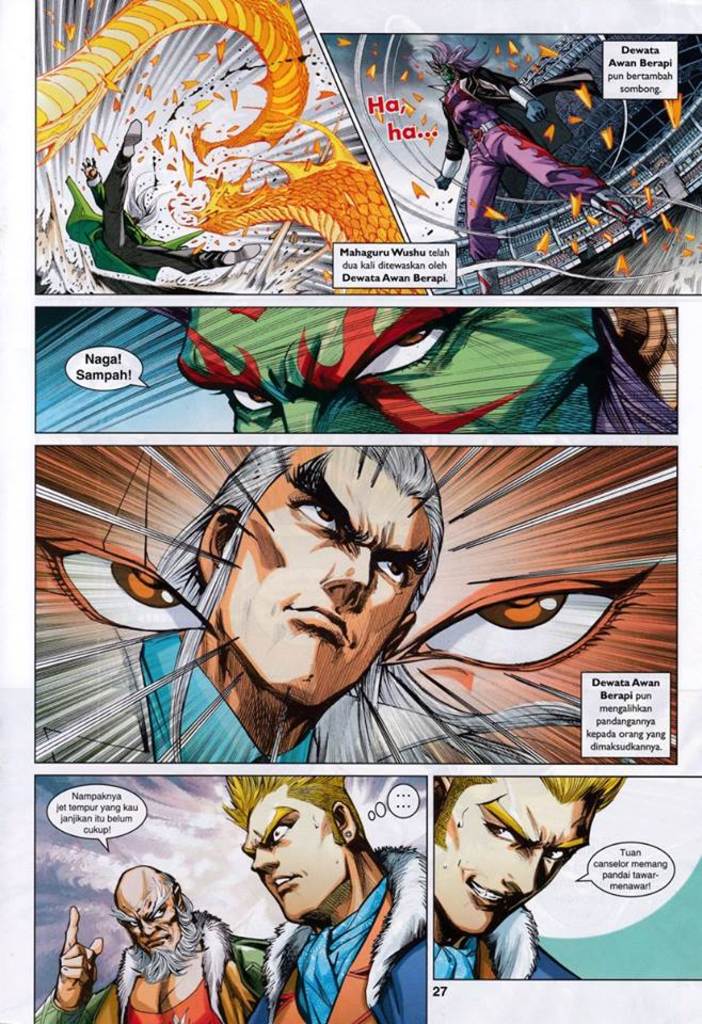 Dewata
Awan Berapi
pun bertambah
sombong.
Ha,
ha...
Mahaguru Wushu telah
dua kali ditewaskan oleh
Dewata Awan Berapi.
Naga!
Sampah!
Dewata Awan
Berapi pun
mengalihkan
pandangannya
kepada orang yang
dimaksudkannya.
Nampaknya
jet tempur yang kau
janjikan itu belum
cukup!
Tuan
canselor memang
pandai tawar-
menawar!
27